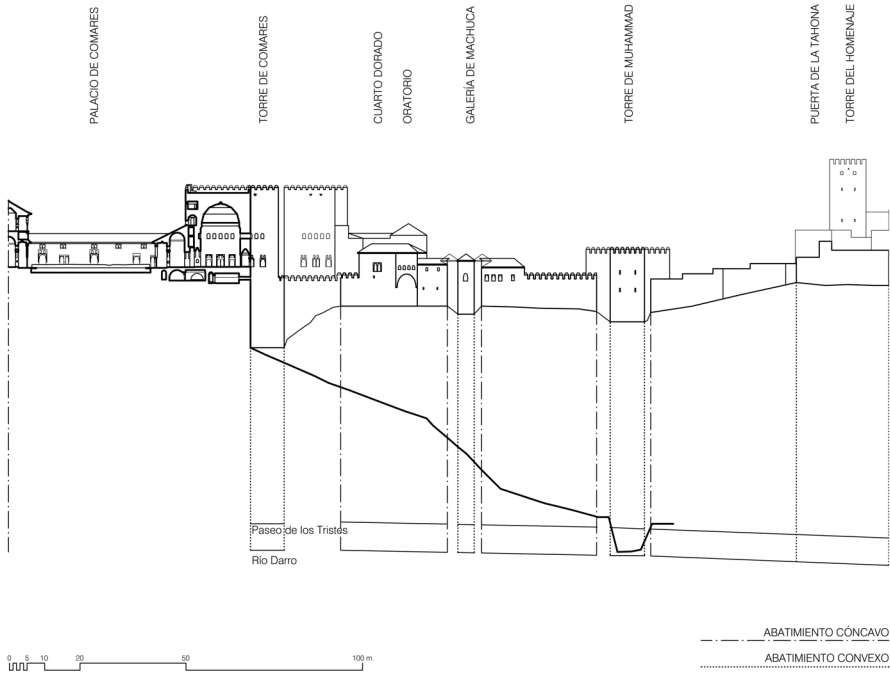 PALACIO DE COMARES
TORRE DE COMARES
CUARTO DORADO
ORATORIO
GALERÍA DE MACHUCA
TORRE DE MUHAMMAD
PUERTA DE LA TAHONA
TORRE DEL HOMENAJE
Paseo de los Tristes
Río Darro
ABATIMIENTO CÓNCAVO
ABATIMIENTO CONVEXO
0 5 10 20 50 100 m.